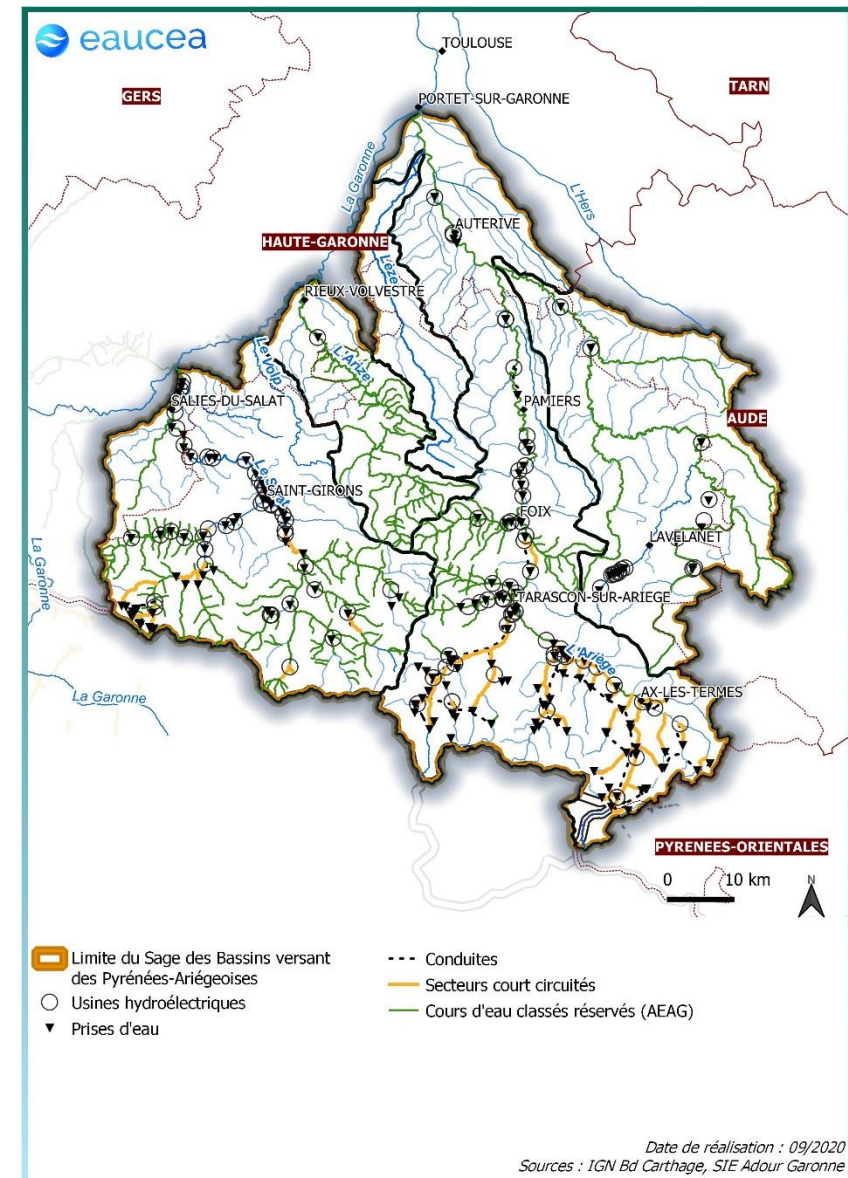 eaucea
TOULOUSE
GERS
TARN
PORTET-SUR-GARONNE
La Garonne
L'Hers
AUTERIVE
HAUTE-GARONNE
Lèze
RIEUX-VOLVESTRE
L'Arize
Le Volp
SALIES-DU-SALAT
PAMIERS
AUDE
Le Salat
SAINT-GIRONS
FOIX
LAVELANET
La Garonne
TARASCON-SUR-ARIEGE
L'Ariège
La Garonne
AX-LES-TERMES
PYRENEES-ORIENTALES
0 10 km
N
Limite du Sage des Bassins versant
des Pyrénées-Ariégeoises
Usines hydroélectriques
Prises d'eau
Conduites
Secteurs court circuités
Cours d'eau classés réservés (AEAG)
Date de réalisation : 09/2020
Sources : IGN Bd Carthage, SIE Adour Garonne